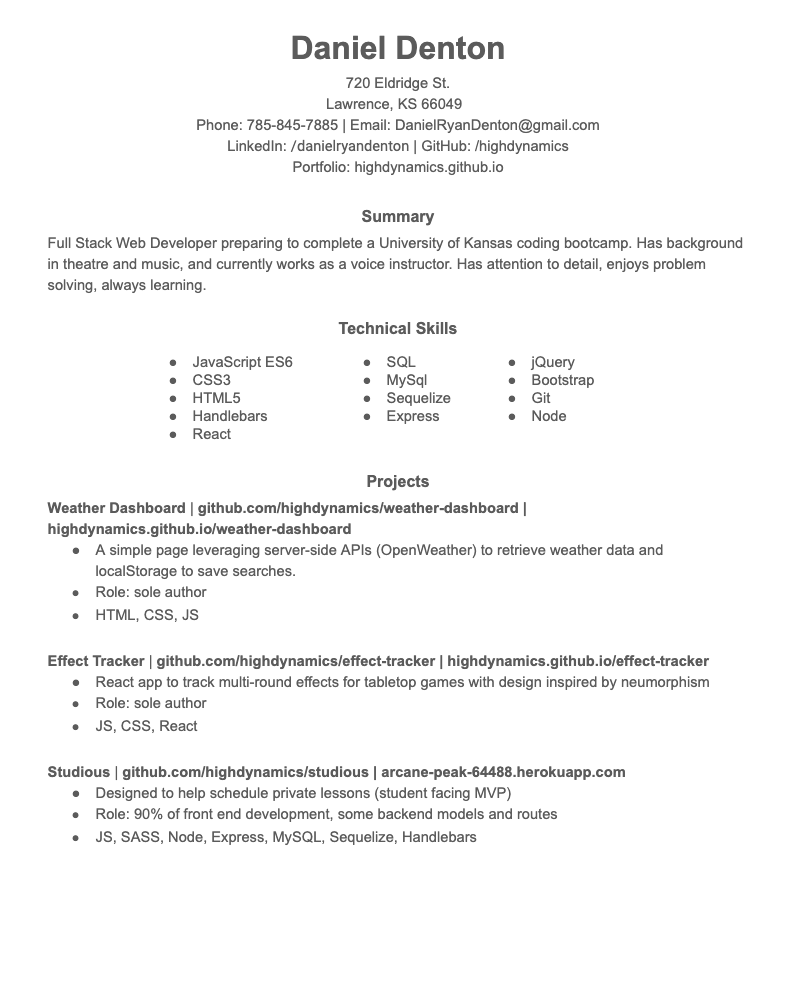 Daniel Denton
720 Eldridge St.
Lawrence, KS 66049
Phone: 785-845-7885 | Email: DanielRyanDenton@gmail.com
LinkedIn: /danielryandenton | GitHub: /highdynamics
Portfolio: highdynamics.github.io
Summary
Full Stack Web Developer preparing to complete a University of Kansas coding bootcamp. Has background
in theatre and music, and currently works as a voice instructor. Has attention to detail, enjoys problem
solving, always learning.
Technical Skills
● JavaScript ES6
● CSS3
● HTML5
● Handlebars
● React
● SQL
● MySql
● Sequelize
● Express
● jQuery
● Bootstrap
● Git
● Node
Projects
Weather Dashboard | github.com/highdynamics/weather-dashboard |
highdynamics.github.io/weather-dashboard
● A simple page leveraging server-side APIs (OpenWeather) to retrieve weather data and
localStorage to save searches.
● Role: sole author
● HTML, CSS, JS
Effect Tracker | github.com/highdynamics/effect-tracker | highdynamics.github.io/effect-tracker
● React app to track multi-round effects for tabletop games with design inspired by neumorphism
● Role: sole author
● JS, CSS, React
Studious | github.com/highdynamics/studious | arcane-peak-64488.herokuapp.com
● Designed to help schedule private lessons (student facing MVP)
● Role: 90% of front end development, some backend models and routes
● JS, SASS, Node, Express, MySQL, Sequelize, Handlebars